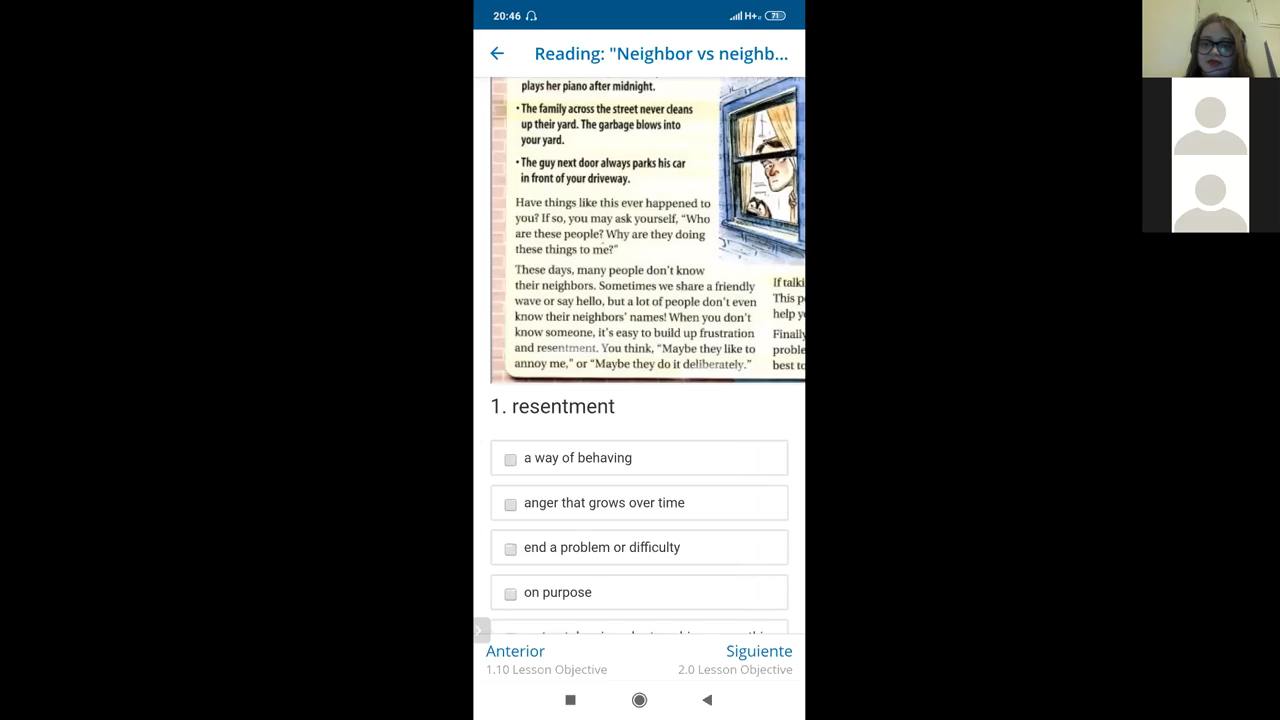 20:46
H+
71
Reading: "Neighbor vs neighb...
plays her piano after midnight.
• The family across the street never cleans
up their yard. The garbage blows into
your yard.
• The guy next door always parks his car
in front of your driveway.
Have things like this ever happened to
you? If so, you may ask yourself, “Who
are these people? Why are they doing
these things to me?”
These days, many people don’t know
their neighbors. Sometimes we share a friendly
wave or say hello, but a lot of people don’t even
know their neighbors’ names! When you don’t
know someone, it’s easy to build up frustration
and resentment. You think, “Maybe they like to
annoy me,” or “Maybe they do it deliberately.”
If talki
This p
help y
Finally
proble
best to
1. resentment
a way of behaving
anger that grows over time
end a problem or difficulty
on purpose
Anterior
1.10 Lesson Objective
Siguiente
2.0 Lesson Objective